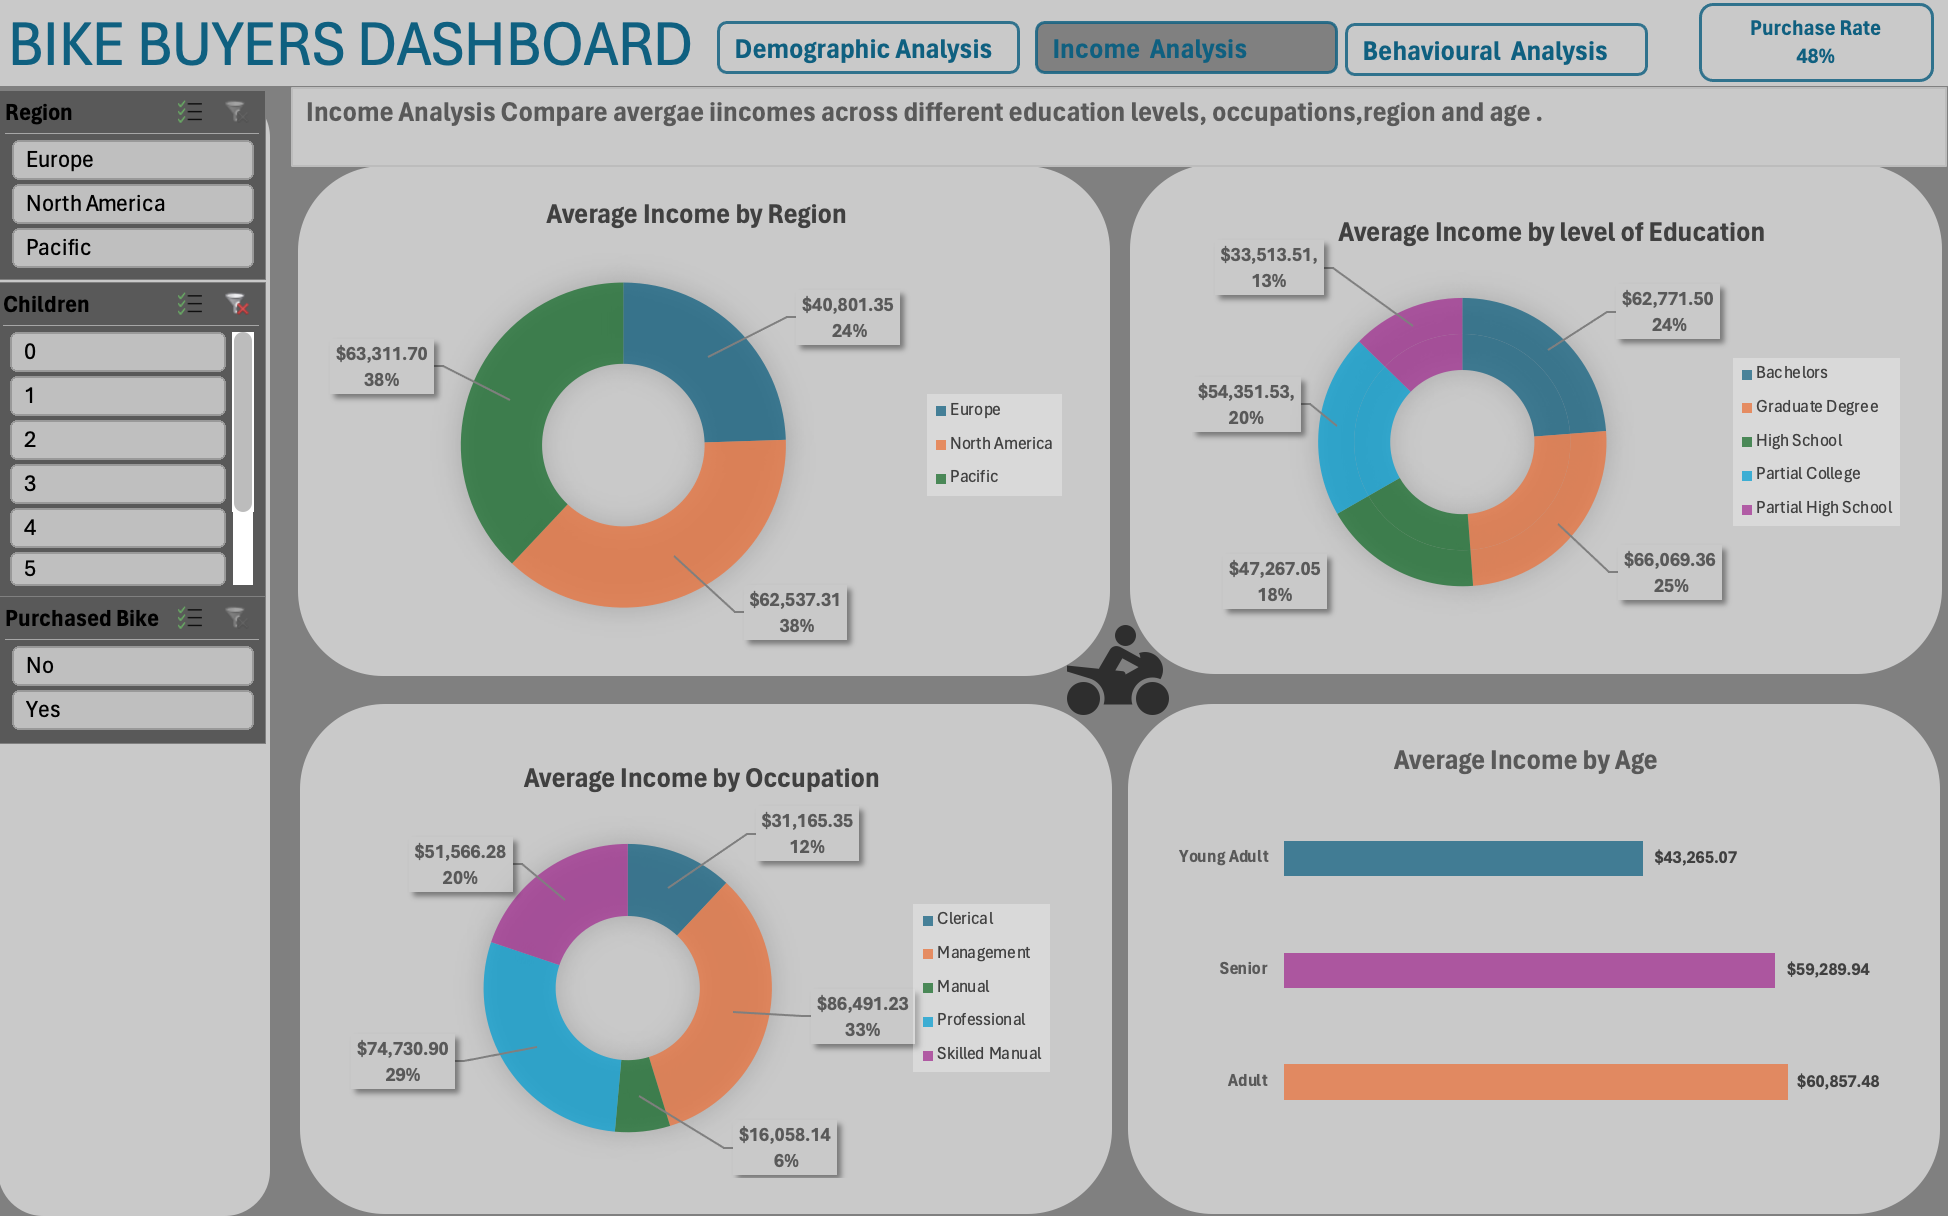 BIKE BUYERS DASHBOARD
Demographic Analysis
Income Analysis
Behavioural Analysis
Purchase Rate
48%
Region
Europe
North America
Pacific
Children
0
1
2
3
4
5
Purchased Bike
No
Yes
Income Analysis Compare avergae iincomes across different education levels, occupations,region and age .
Average Income by Region
$40,801.35
24%
$63,311.70
38%
$62,537.31
38%
Europe
North America
Pacific
Average Income by level of Education
$33,513.51,
13%
$62,771.50
24%
$54,351.53,
20%
$47,267.05
18%
$66,069.36
25%
Bachelors
Graduate Degree
High School
Partial College
Partial High School
Average Income by Occupation
$31,165.35
12%
$51,566.28
20%
$86,491.23
33%
$74,730.90
29%
$16,058.14
6%
Clerical
Management
Manual
Professional
Skilled Manual
Average Income by Age
Young Adult
$43,265.07
Senior
$59,289.94
Adult
$60,857.48